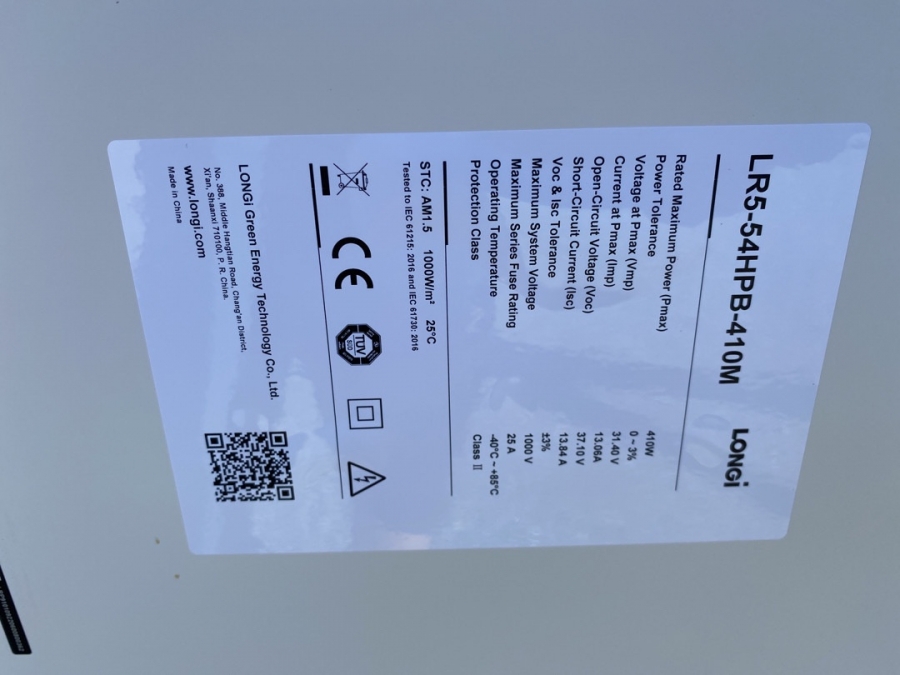 LR5-54HPB-410M LONGi
Rated Maximum Power (Pmax) 410W
Power Tolerance 0 ~ 3%
Voltage at Pmax (Vmp) 31.40 V
Current at Pmax (Imp) 13.06A
Open-Circuit Voltage (Voc) 37.10 V
Short-Circuit Current (Isc) 13.84 A
Voc & Isc Tolerance ±3%
Maximum System Voltage 1000 V
Maximum Series Fuse Rating 25 A
Operating Temperature -40°C ~ +85°C
Protection Class Class II
STC: AM1.5 1000W/m² 25°C
Tested to IEC 61215: 2016 and IEC 61730: 2016
CE TÜV SÜD
LONGi Green Energy Technology Co., Ltd.
No. 388, Middle Hangtian Road, Chang'an District,
Xi'an, Shaanxi 710100, P. R. China.
www.longi.com
Made in China